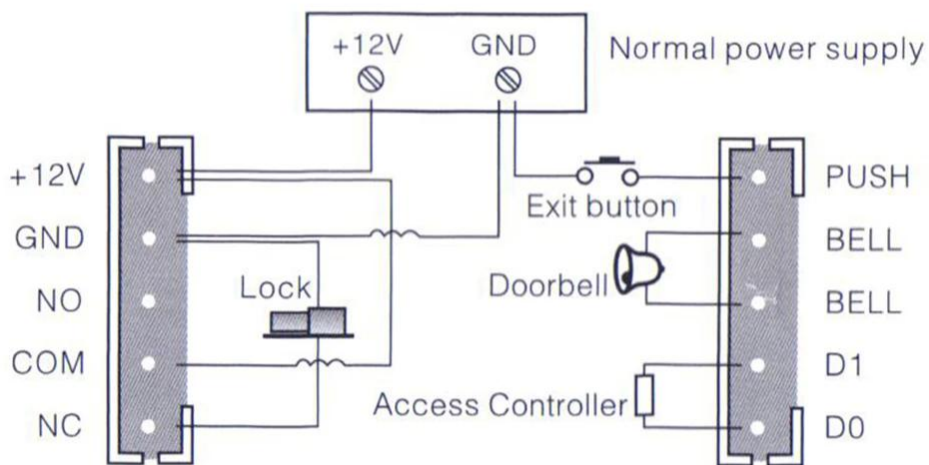 +12V GND
Normal power supply
+12V
GND
NO
COM
NC
Lock
Exit button
Doorbell
Access Controller
PUSH
BELL
BELL
D1
D0